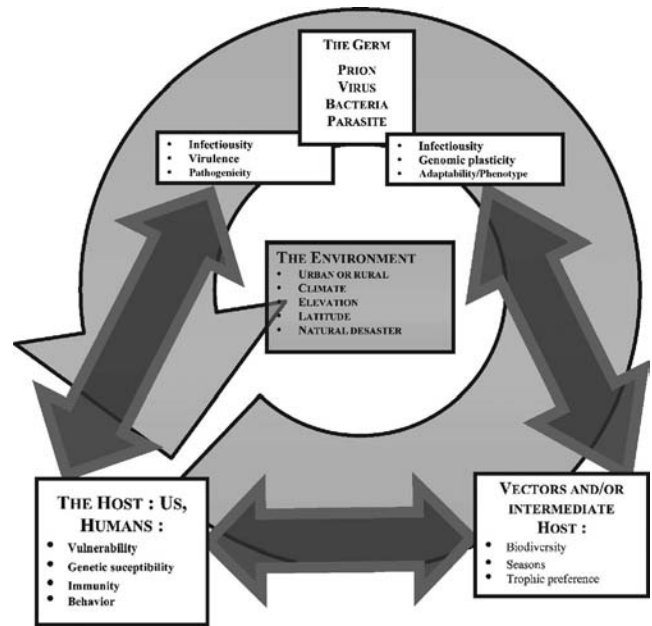 THE GERM
PRION
VIRUS
BACTERIA
PARASITE
• Infectiousity
• Virulence
• Pathogenicity
• Infectiousity
• Genomic plasticity
• Adaptability/Phenotype
THE ENVIRONMENT
• URBAN OR RURAL
• CLIMATE
• ELEVATION
• LATITUDE
• NATURAL DESASTER
THE HOST : US,
HUMANS :
• Vulnerability
• Genetic suceptibility
• Immunity
• Behavior
VECTORS AND/OR
INTERMEDIATE
HOST :
• Biodiversity
• Seasons
• Trophic preference